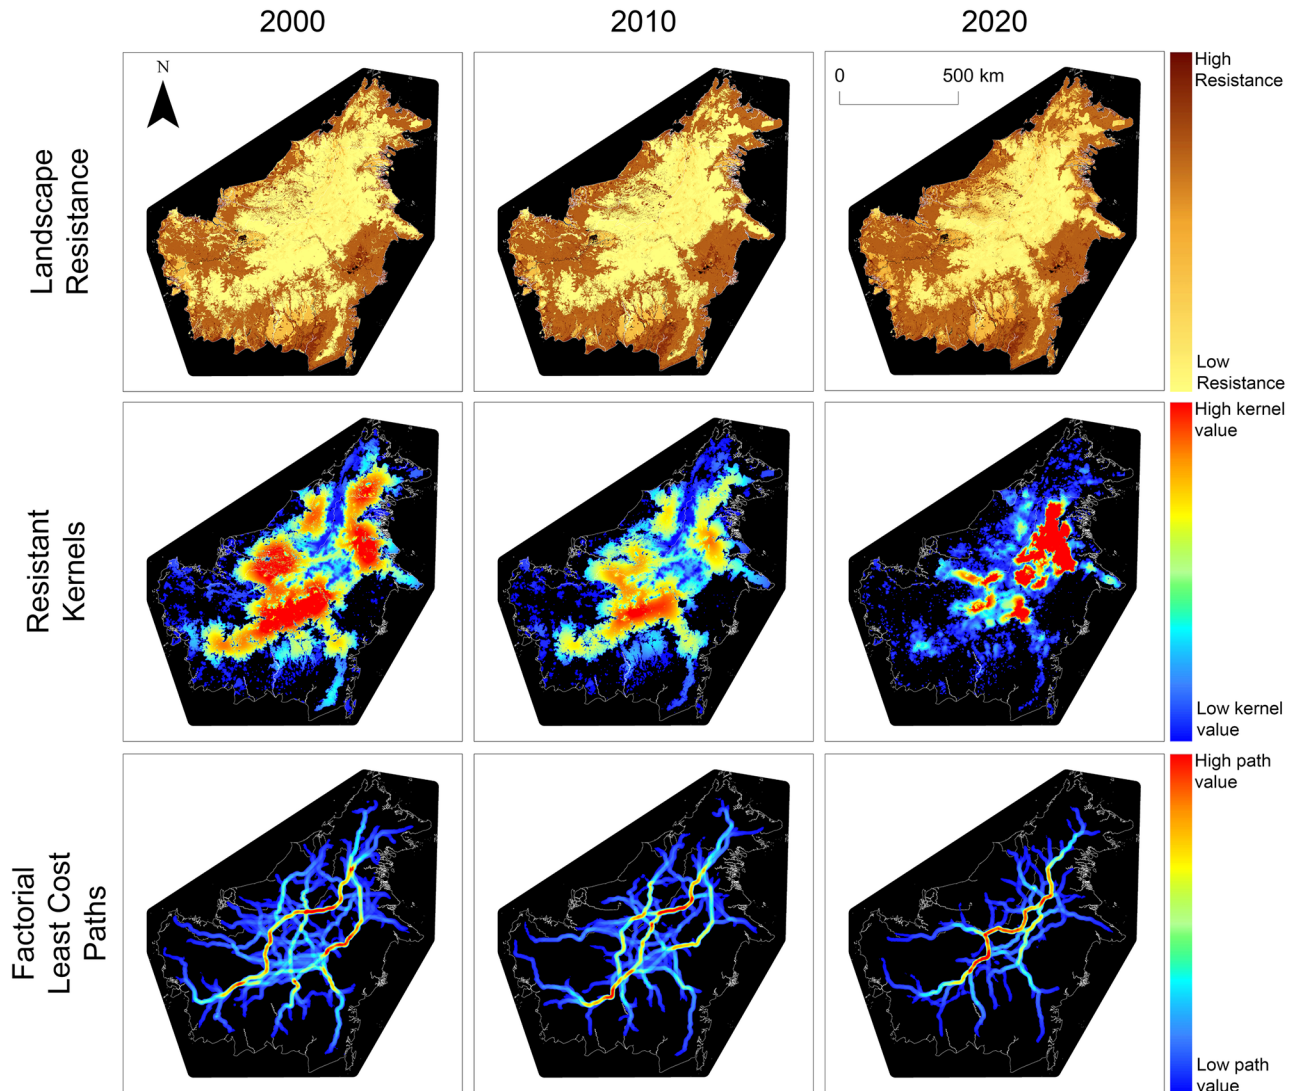 2000
2010
2020
Landscape
Resistance
N
0
500 km
High
Resistance
Low
Resistance
Resistant
Kernels
High kernel
value
Low kernel
value
Factorial
Least Cost
Paths
High path
value
Low path
value